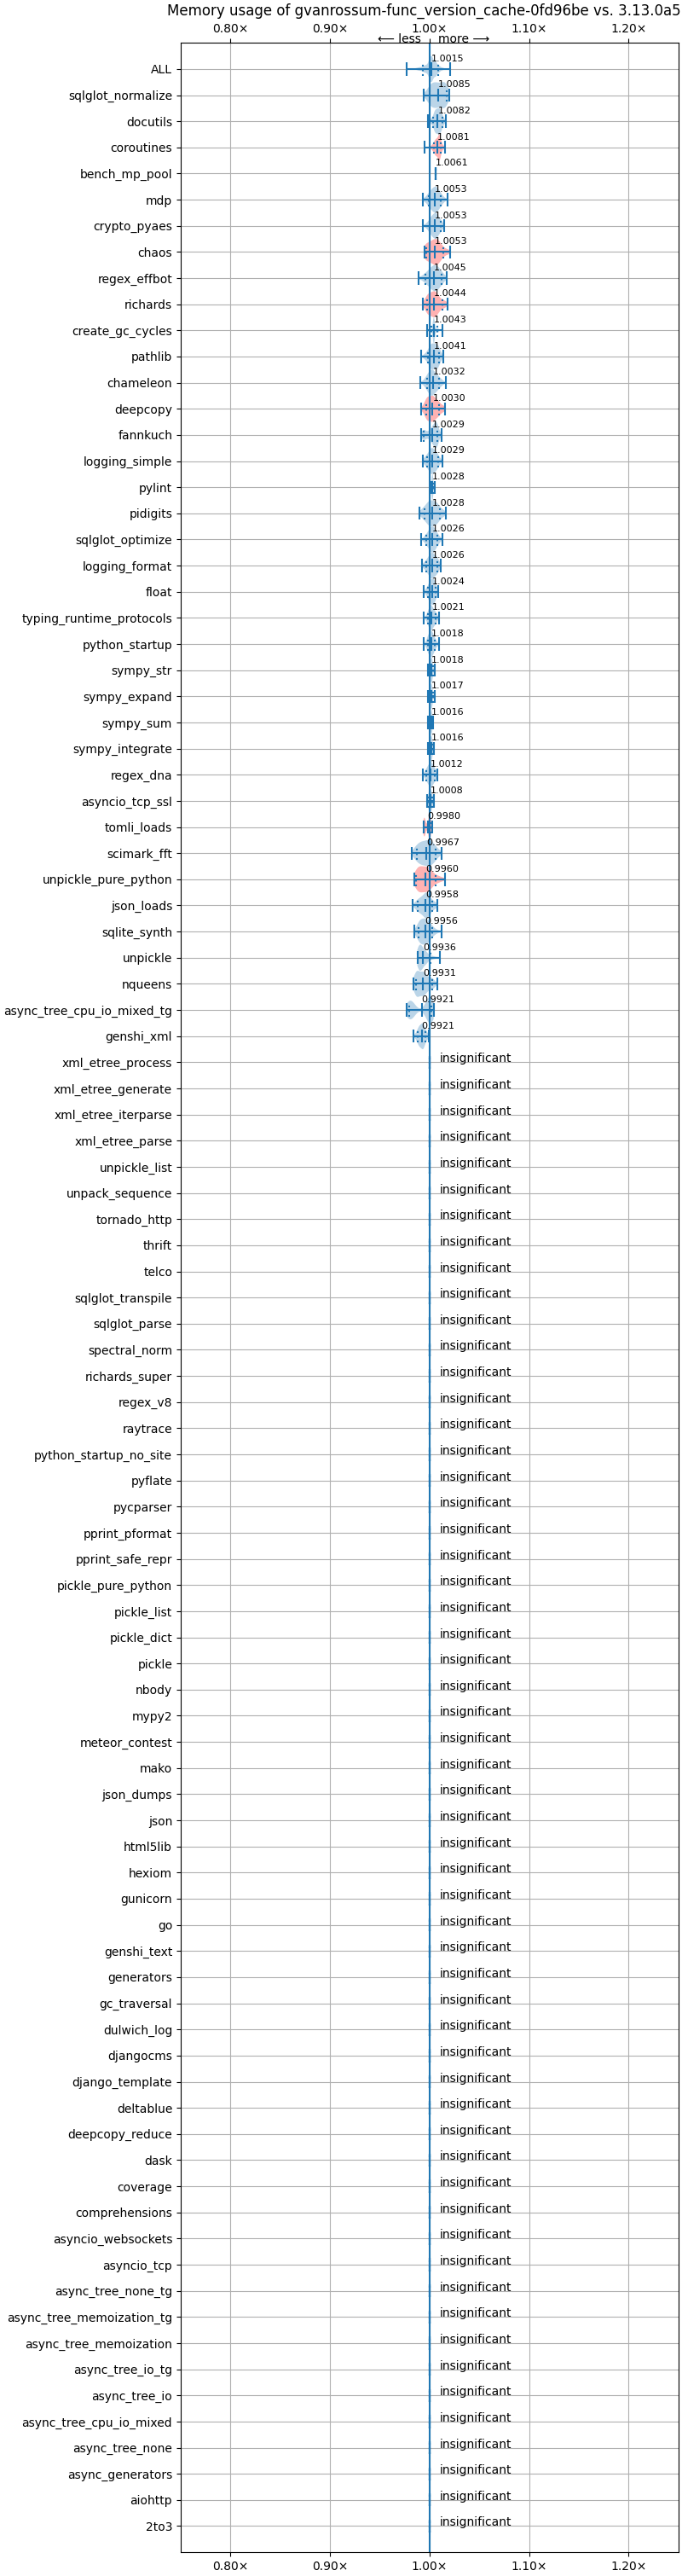 Memory usage of gvanrossum-func_version_cache-0fd96be vs. 3.13.0a5
0.80× 0.90× 1.00× 1.10× 1.20×
⟵ less more ⟶
ALL 1.0015
sqlglot_normalize 1.0085
docutils 1.0082
coroutines 1.0081
bench_mp_pool 1.0061
mdp 1.0053
crypto_pyaes 1.0053
chaos 1.0053
regex_effbot 1.0045
richards 1.0044
create_gc_cycles 1.0043
pathlib 1.0041
chameleon 1.0032
deepcopy 1.0030
fannkuch 1.0029
logging_simple 1.0029
pylint 1.0028
pidigits 1.0028
sqlglot_optimize 1.0026
logging_format 1.0026
float 1.0024
typing_runtime_protocols 1.0021
python_startup 1.0018
sympy_str 1.0018
sympy_expand 1.0017
sympy_sum 1.0016
sympy_integrate 1.0016
regex_dna 1.0012
asyncio_tcp_ssl 1.0008
tomli_loads 0.9980
scimark_fft 0.9967
unpickle_pure_python 0.9960
json_loads 0.9958
sqlite_synth 0.9956
unpickle 0.9936
nqueens 0.9931
async_tree_cpu_io_mixed_tg 0.9921
genshi_xml 0.9921
xml_etree_process insignificant
xml_etree_generate insignificant
xml_etree_iterparse insignificant
xml_etree_parse insignificant
unpickle_list insignificant
unpack_sequence insignificant
tornado_http insignificant
thrift insignificant
telco insignificant
sqlglot_transpile insignificant
sqlglot_parse insignificant
spectral_norm insignificant
richards_super insignificant
regex_v8 insignificant
raytrace insignificant
python_startup_no_site insignificant
pyflate insignificant
pycparser insignificant
pprint_pformat insignificant
pprint_safe_repr insignificant
pickle_pure_python insignificant
pickle_list insignificant
pickle_dict insignificant
pickle insignificant
nbody insignificant
mypy2 insignificant
meteor_contest insignificant
mako insignificant
json_dumps insignificant
json insignificant
html5lib insignificant
hexiom insignificant
gunicorn insignificant
go insignificant
genshi_text insignificant
generators insignificant
gc_traversal insignificant
dulwich_log insignificant
djangocms insignificant
django_template insignificant
deltablue insignificant
deepcopy_reduce insignificant
dask insignificant
coverage insignificant
comprehensions insignificant
asyncio_websockets insignificant
asyncio_tcp insignificant
async_tree_none_tg insignificant
async_tree_memoization_tg insignificant
async_tree_memoization insignificant
async_tree_io_tg insignificant
async_tree_io insignificant
async_tree_cpu_io_mixed insignificant
async_tree_none insignificant
async_generators insignificant
aiohttp insignificant
2to3 insignificant
0.80× 0.90× 1.00× 1.10× 1.20×